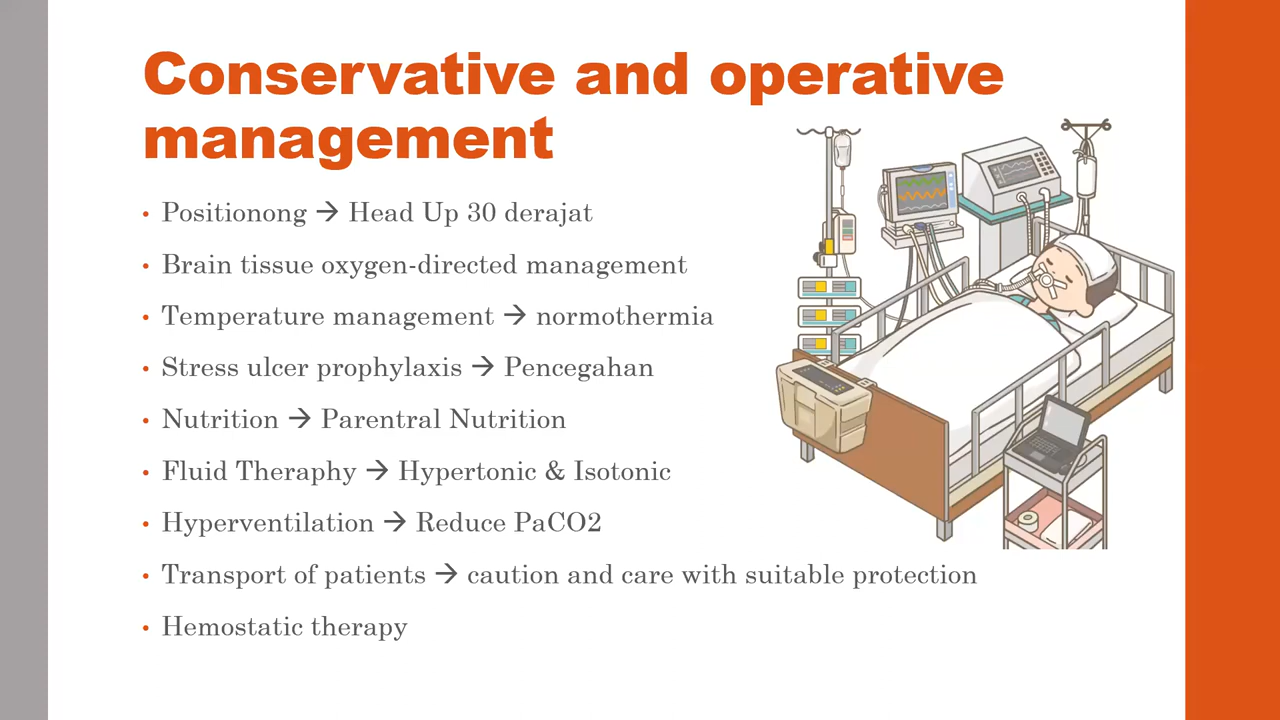 Conservative and operative
management
• Positionong → Head Up 30 derajat
• Brain tissue oxygen-directed management
• Temperature management → normothermia
• Stress ulcer prophylaxis → Pencegahan
• Nutrition → Parentral Nutrition
• Fluid Theraphy → Hypertonic & Isotonic
• Hyperventilation → Reduce PaCO2
• Transport of patients → caution and care with suitable protection
• Hemostatic therapy